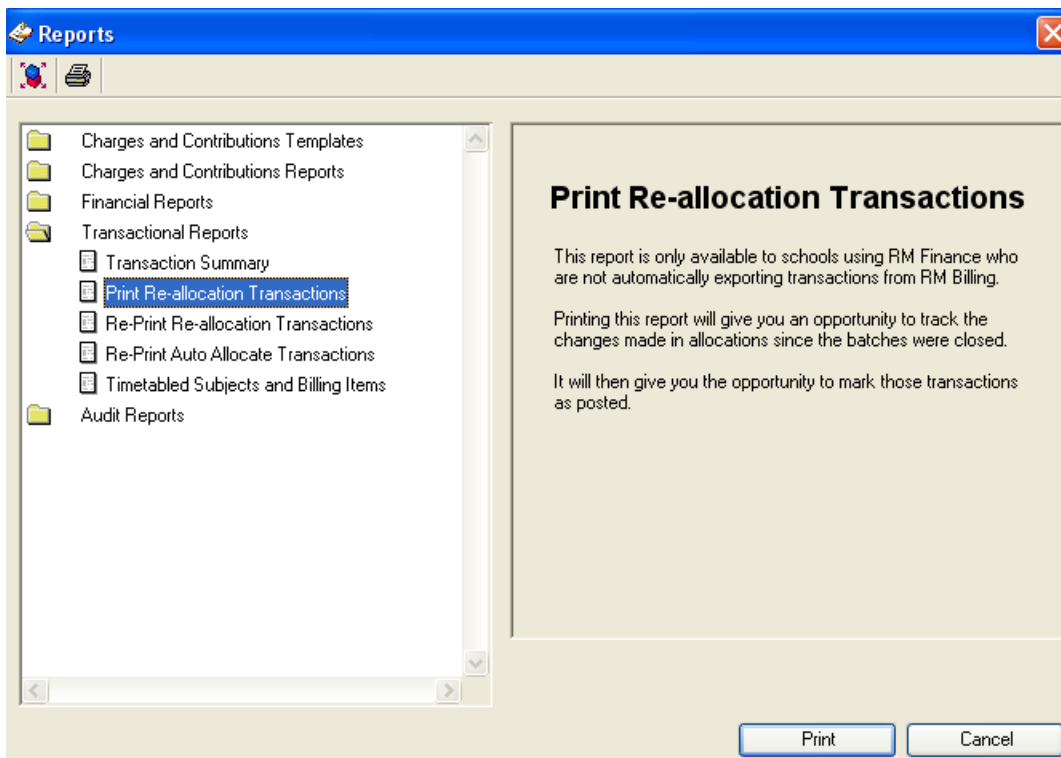 Reports
Charges and Contributions Templates
Charges and Contributions Reports
Financial Reports
Transactional Reports
Transaction Summary
Print Re-allocation Transactions
Re-Print Re-allocation Transactions
Re-Print Auto Allocate Transactions
Timetabled Subjects and Billing Items
Audit Reports
Print Re-allocation Transactions
This report is only available to schools using RM Finance who
are not automatically exporting transactions from RM Billing.
Printing this report will give you an opportunity to track the
changes made in allocations since the batches were closed.
It will then give you the opportunity to mark those transactions
as posted.
Print
Cancel